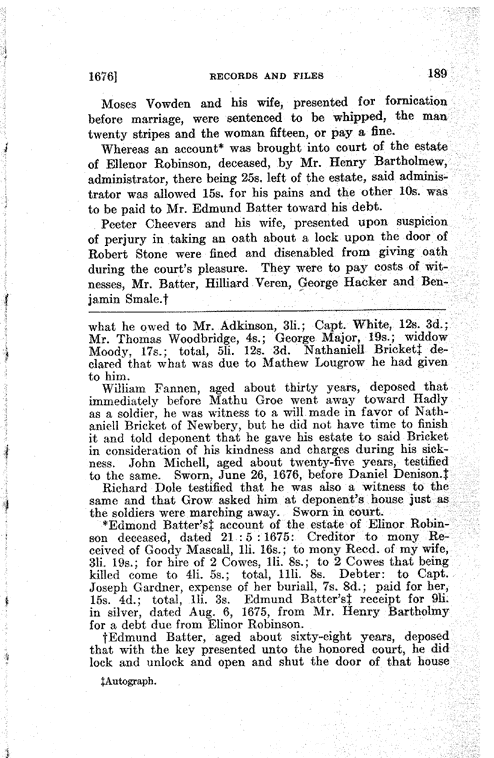 1676] RECORDS AND FILES 189
Moses Vowden and his wife, presented for fornication
before marriage, were sentenced to be whipped, the man
twenty stripes and the woman fifteen, or pay a fine.
Whereas an account* was brought into court of the estate
of Ellenor Robinson, deceased, by Mr. Henry Bartholmew,
administrator, there being 25s. left of the estate, said adminis-
trator was allowed 15s. for his pains and the other 10s. was
to be paid to Mr. Edmund Batter toward his debt.
Peeter Cheevers and his wife, presented upon suspicion
of perjury in taking an oath about a lock upon the door of
Robert Stone were fined and disenabled from giving oath
during the court's pleasure. They were to pay costs of wit-
nesses, Mr. Batter, Hilliard Veren, George Hacker and Ben-
jamin Smale.†
what he owed to Mr. Adkinson, 3li.; Capt. White, 12s. 3d.;
Mr. Thomas Woodbridge, 4s.; George Major, 19s.; widdow
Moody, 17s.; total, 5li. 12s. 3d. Nathaniell Bricket‡ de-
clared that what was due to Mathew Lougrow he had given
to him.
William Fannen, aged about thirty years, deposed that
immediately before Mathu Groe went away toward Hadly
as a soldier, he was witness to a will made in favor of Nath-
aniell Bricket of Newbery, but he did not have time to finish
it and told deponent that he gave his estate to said Bricket
in consideration of his kindness and charges during his sick-
ness. John Michell, aged about twenty-five years, testified
to the same. Sworn, June 26, 1676, before Daniel Denison.‡
Richard Dole testified that he was also a witness to the
same and that Grow asked him at deponent's house just as
the soldiers were marching away. Sworn in court.
*Edmond Batter's‡ account of the estate of Elinor Robin-
son deceased, dated 21 : 5 : 1675: Creditor to mony Re-
ceived of Goody Mascall, 1li. 16s.; to mony Recd. of my wife,
3li. 19s.; for hire of 2 Cowes, 1li. 8s.; to 2 Cowes that being
killed come to 4li. 5s.; total, 11li. 8s. Debter: to Capt.
Joseph Gardner, expense of her buriall, 7s. 8d.; paid for her,
15s. 4d.; total, 1li. 3s. Edmund Batter's‡ receipt for 9li.
in silver, dated Aug. 6, 1675, from Mr. Henry Bartholmy
for a debt due from Elinor Robinson.
†Edmund Batter, aged about sixty-eight years, deposed
that with the key presented unto the honored court, he did
lock and unlock and open and shut the door of that house
‡Autograph.